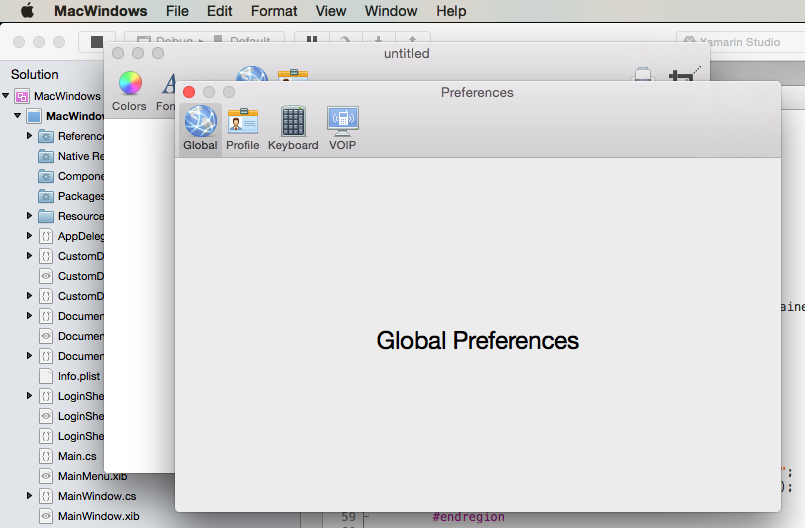 MacWindows File Edit Format View Window Help
Debug Default Xamarin Studio
untitled
Solution
Colors Fon
Preferences
Global Profile Keyboard VOIP
MacWindows
MacWindow
Reference
Native Re
Compone
Packages
Resource
AppDeleg
CustomD
CustomD
CustomD
Documen
Documen
Documen
Info.plist
LoginShe
LoginShe
LoginShe
Main.cs
MainMenu.xib
MainWindow.cs
MainWindow.xib
Global Preferences
aine
";
);
59 #endregion